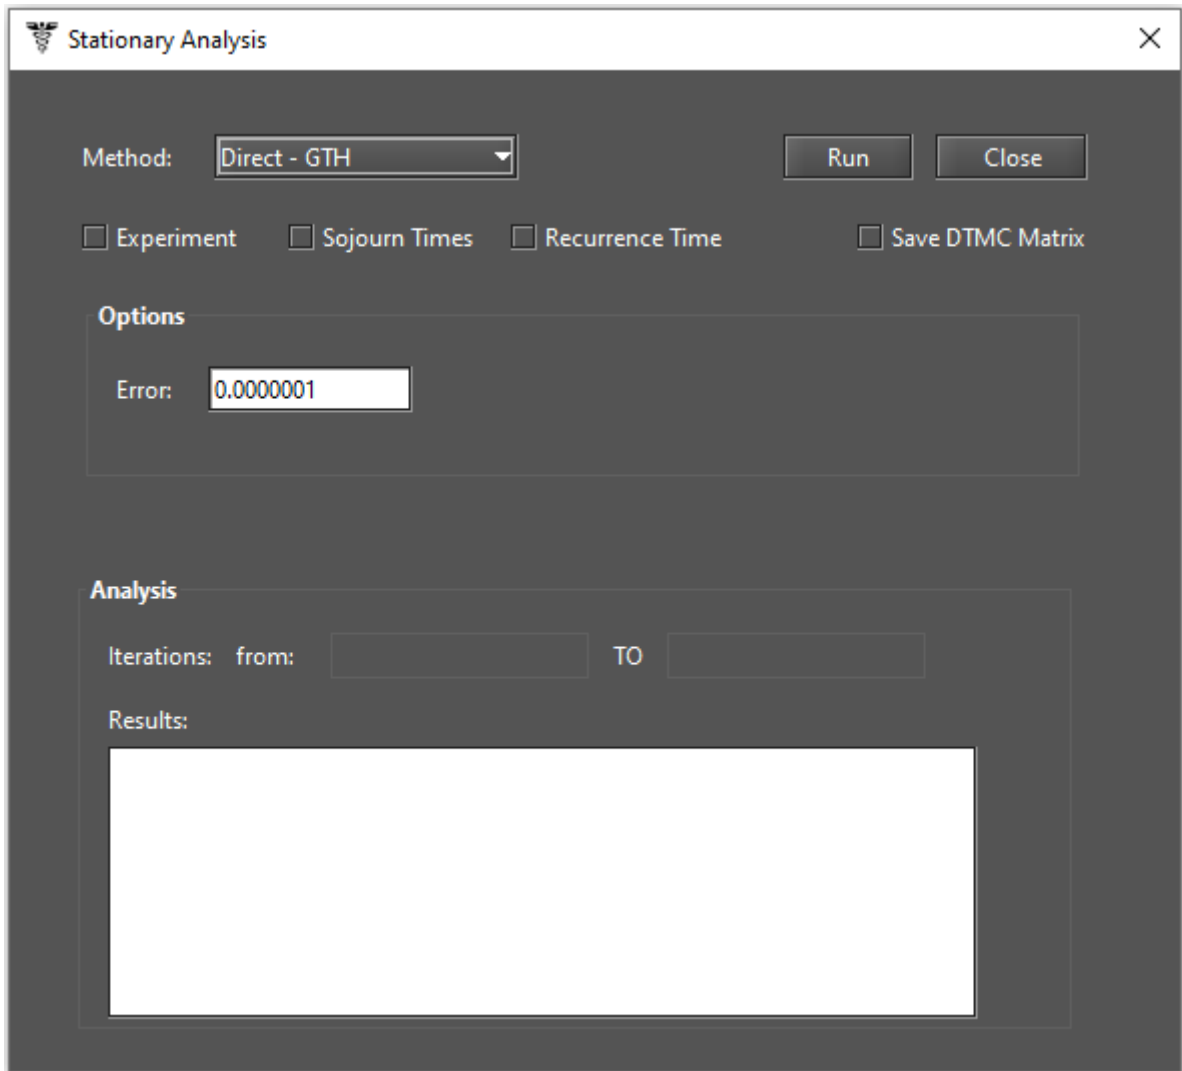 Stationary Analysis
Method: Direct - GTH Run Close
Experiment Sojourn Times Recurrence Time Save DTMC Matrix
Options
Error: 0.0000001
Analysis
Iterations: from: TO
Results: